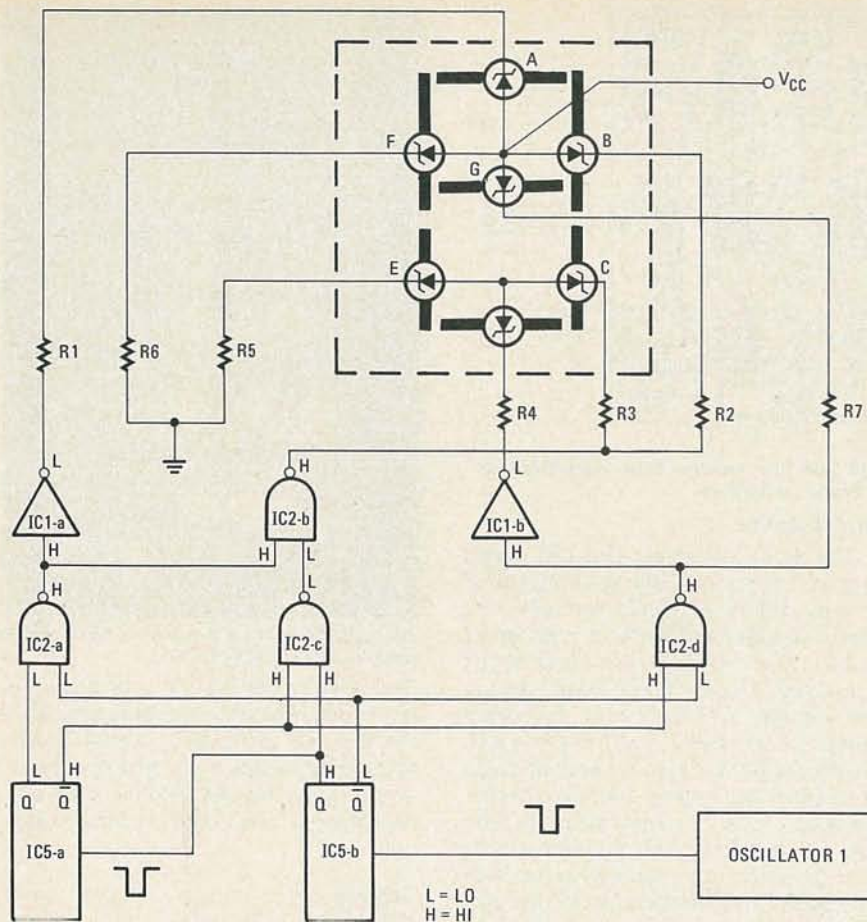 A
V_CC
F
B
G
E
C
R1
R6
R5
R4
R3
R2
R7
L
H
L
IC1-a
IC2-b
IC1-b
H
H
L
H
H
L
H
IC2-a
IC2-c
IC2-d
L
L
H
H
H
L
L
H
H
L
Q
Q̅
Q
Q̅
IC5-a
IC5-b
OSCILLATOR 1
L = LO
H = HI